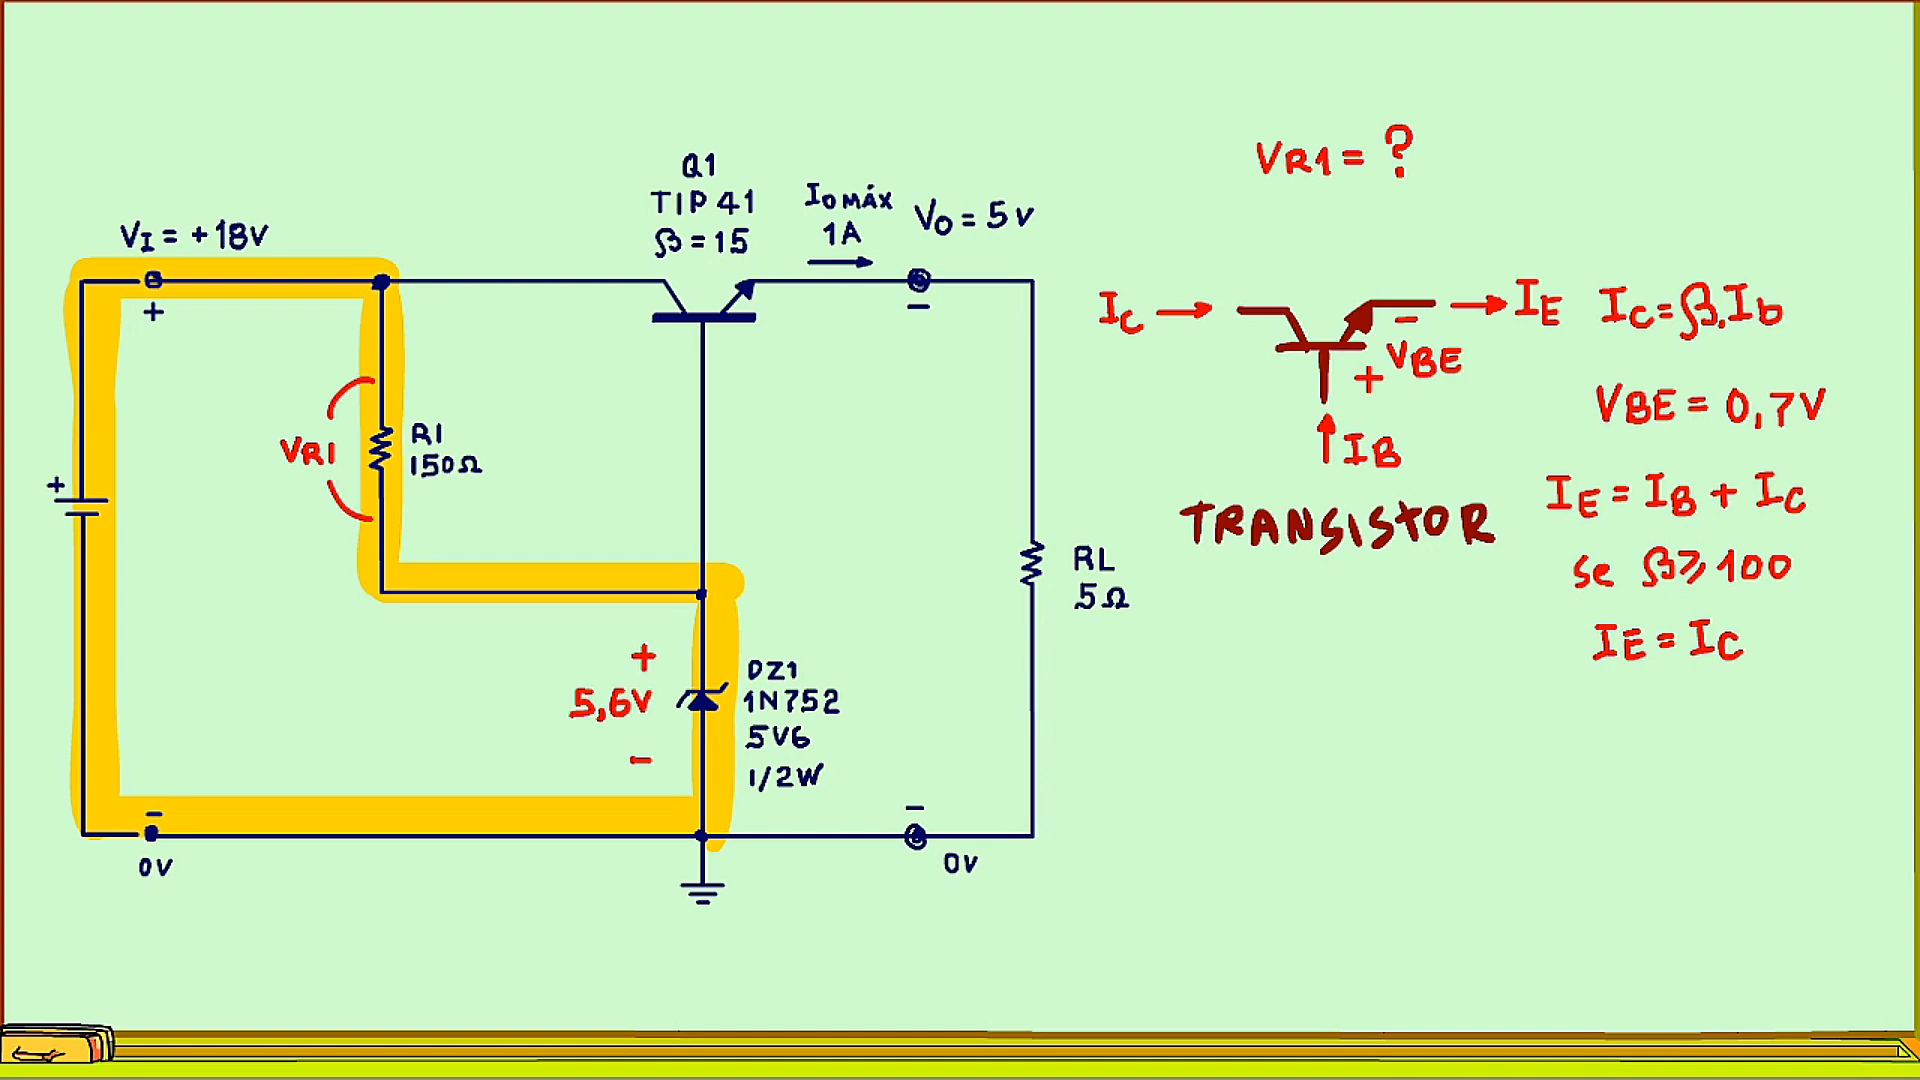 VR1 = ?
Q1
TIP 41
β = 15
IOMÁX
1A
VO = 5V
VI = +18V
+
IC
IE
IC = β.Ib
−
VBE
+
VBE = 0,7V
IB
VR1
R1
150Ω
+
IE = IB + IC
TRANSISTOR
se β ≥ 100
RL
5Ω
IE = IC
+
5,6V
−
DZ1
1N752
5V6
1/2W
−
−
−
0V
0V